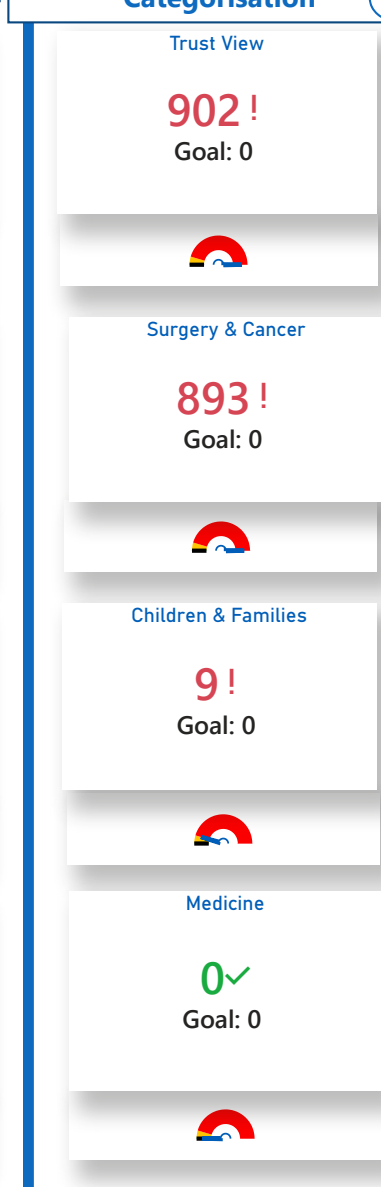 Categorisation
Trust View
902 !
Goal: 0
Surgery & Cancer
893 !
Goal: 0
Children & Families
9 !
Goal: 0
Medicine
0✓
Goal: 0